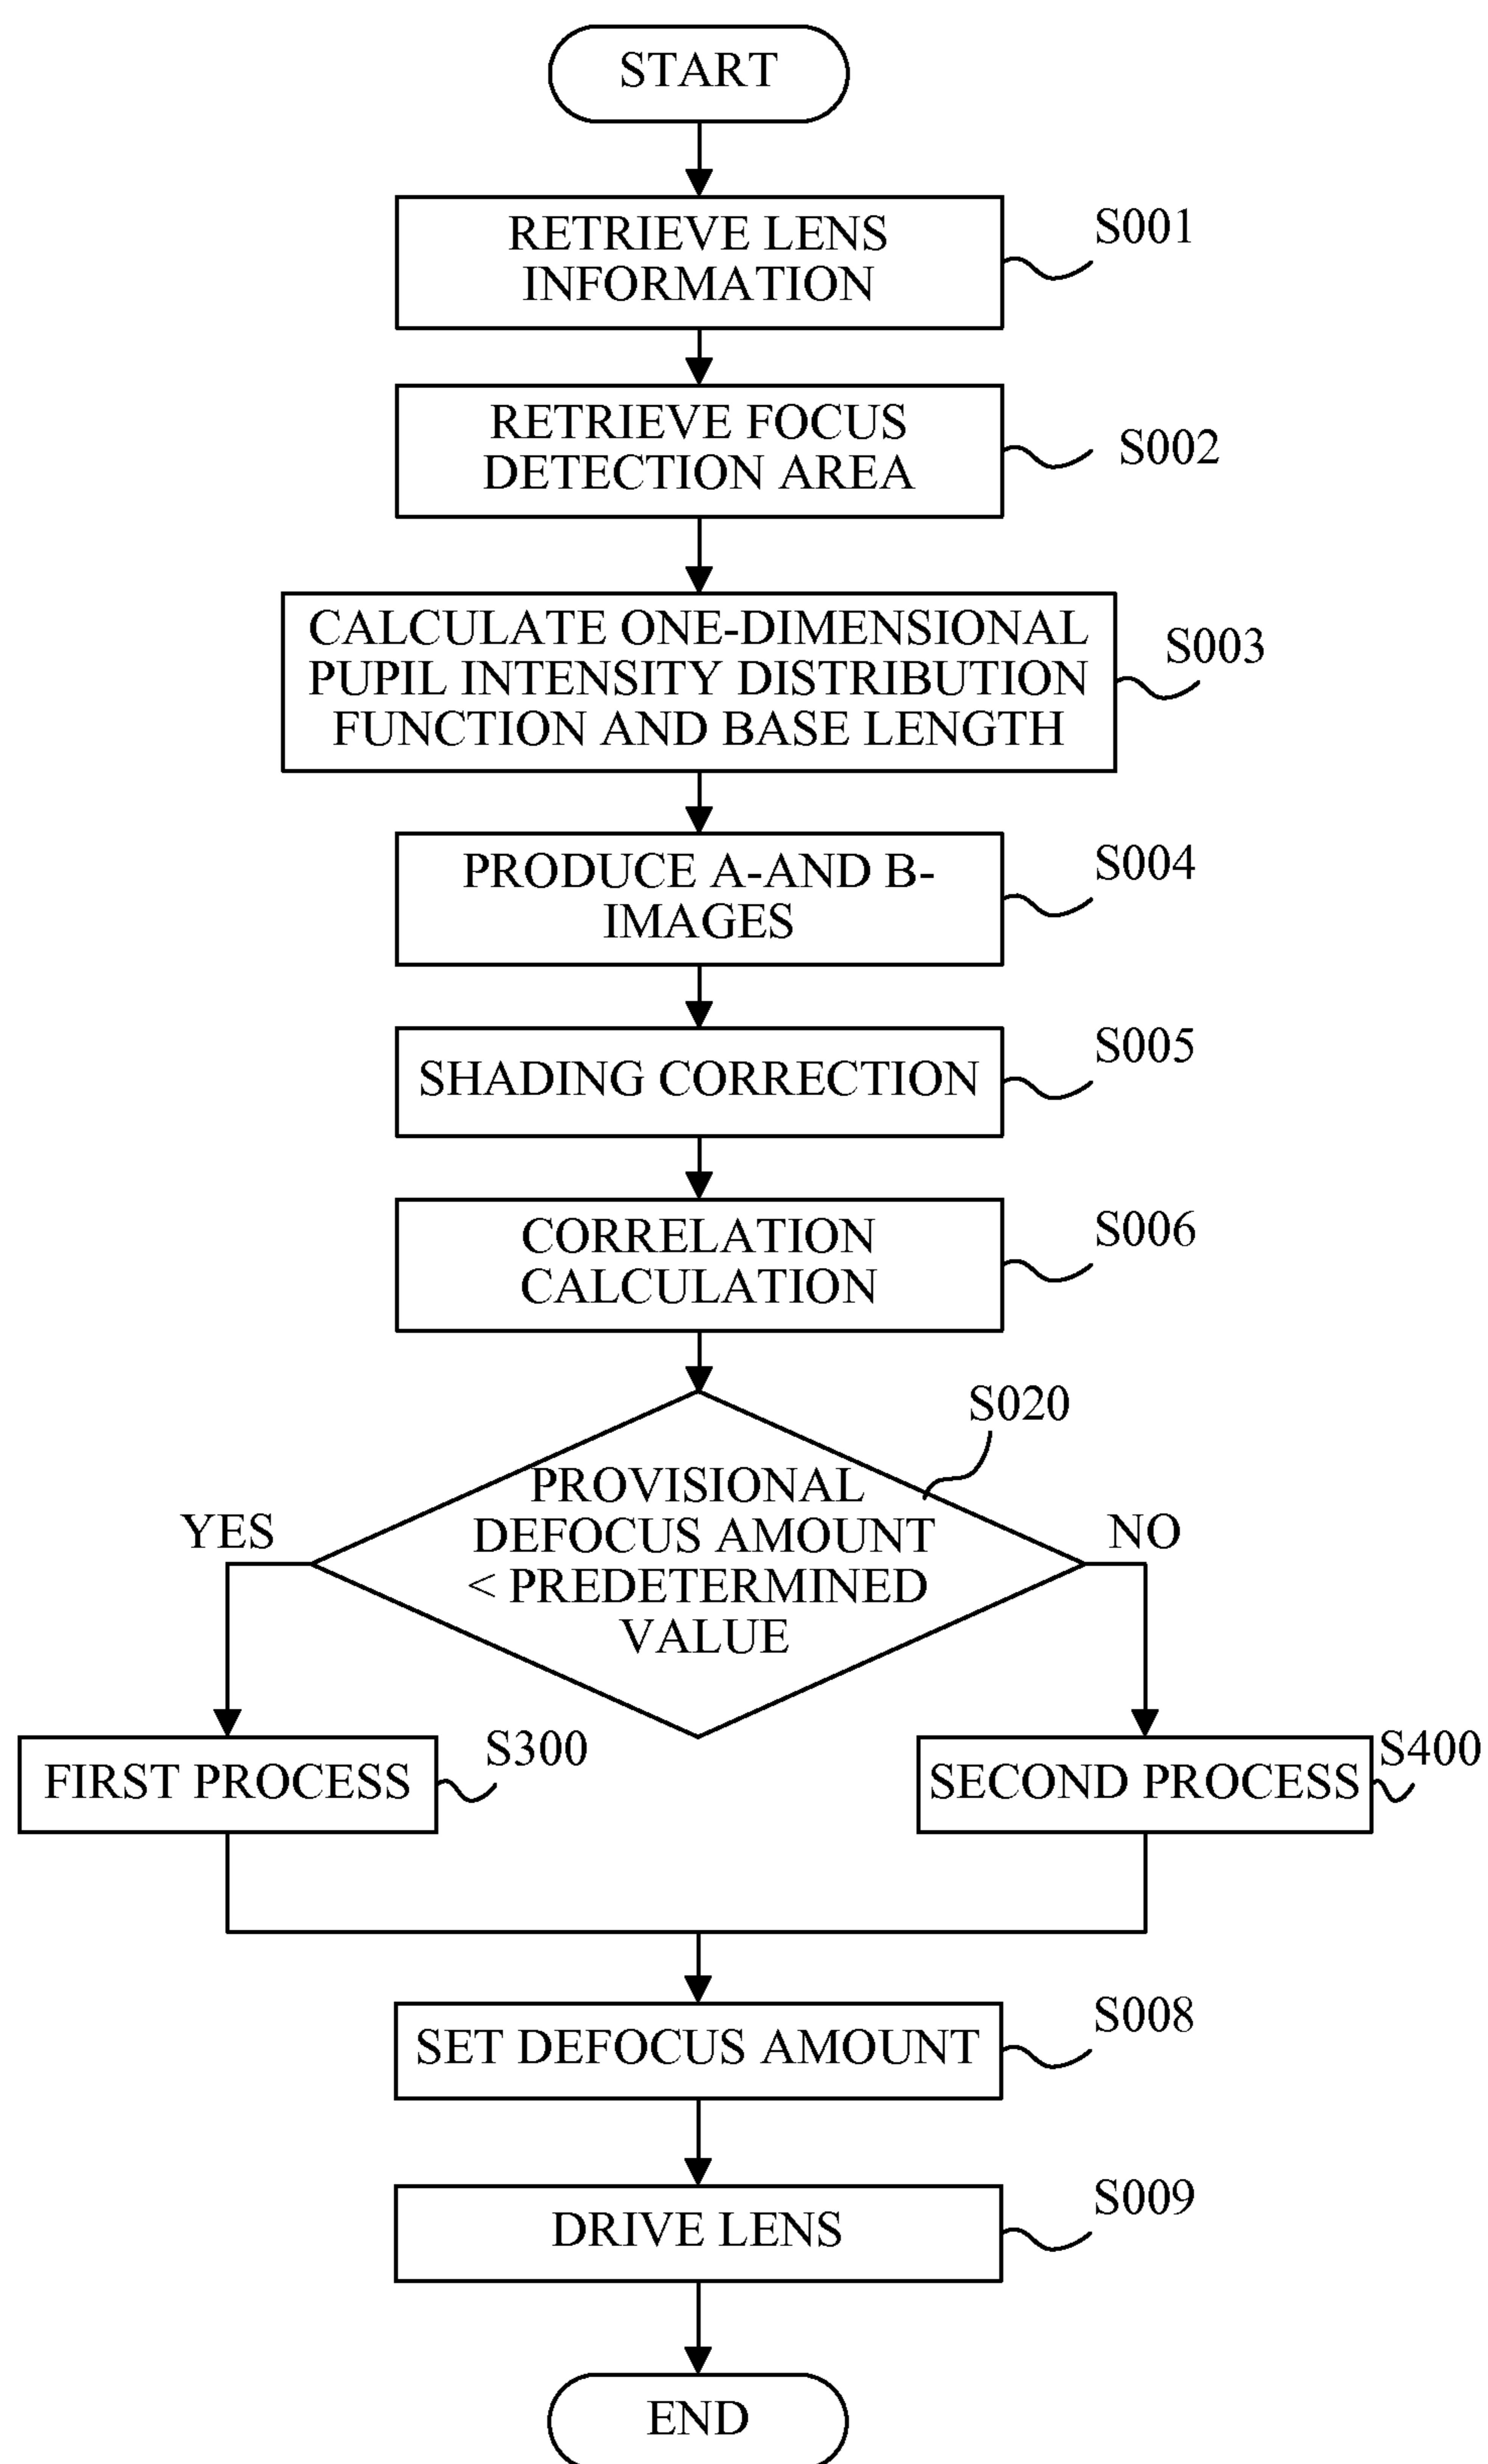 START
RETRIEVE LENS
INFORMATION
S001
RETRIEVE FOCUS
DETECTION AREA
S002
CALCULATE ONE-DIMENSIONAL
PUPIL INTENSITY DISTRIBUTION
FUNCTION AND BASE LENGTH
S003
PRODUCE A-AND B-
IMAGES
S004
SHADING CORRECTION
S005
CORRELATION
CALCULATION
S006
S020
PROVISIONAL
DEFOCUS AMOUNT
< PREDETERMINED
VALUE
YES
NO
FIRST PROCESS
S300
SECOND PROCESS
S400
SET DEFOCUS AMOUNT
S008
DRIVE LENS
S009
END